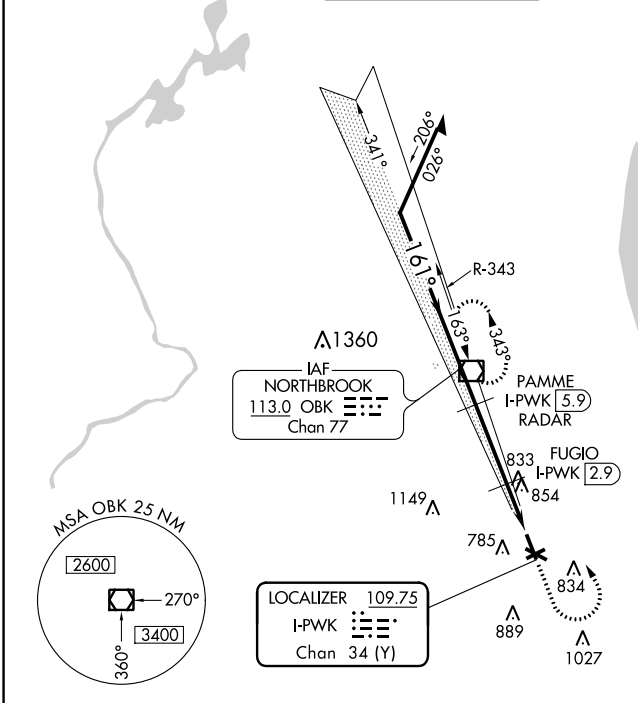 341°
206°
026°
161°
R-343
163°
343°
1360
IAF
NORTHBROOK
113.0 OBK
Chan 77
PAMME
I-PWK 5.9
RADAR
FUGIO
I-PWK 2.9
833
854
1149
785
834
889
1027
MSA OBK 25 NM
2600
270°
3400
360°
LOCALIZER 109.75
I-PWK
Chan 34 (Y)